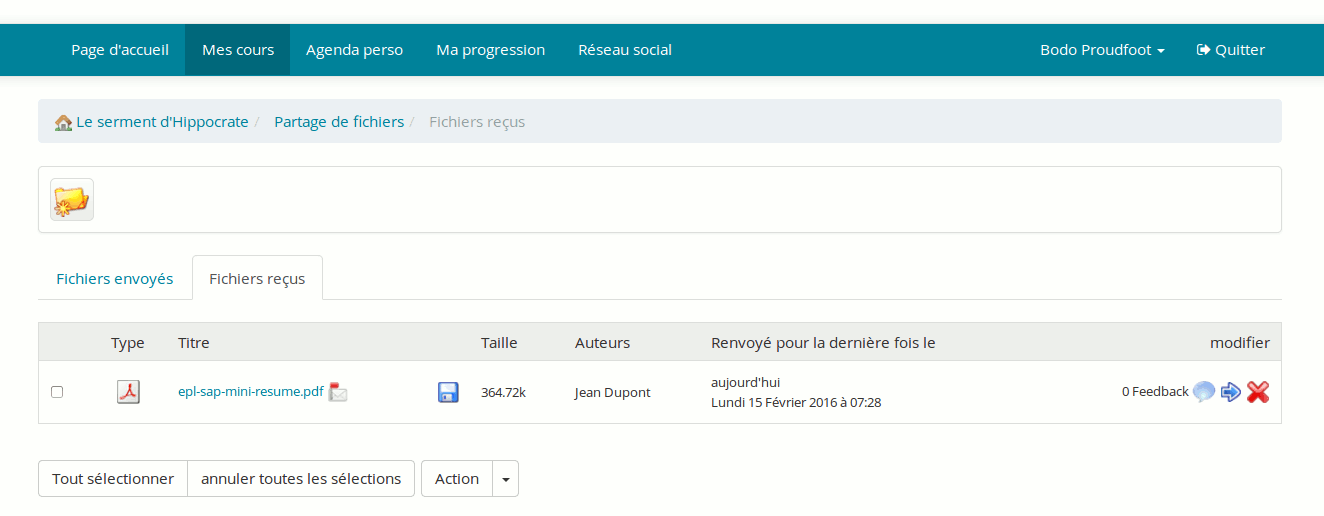 Page d'accueil Mes cours Agenda perso Ma progression Réseau social Bodo Proudfoot Quitter
Le serment d'Hippocrate / Partage de fichiers / Fichiers reçus
Fichiers envoyés Fichiers reçus
Type Titre Taille Auteurs Renvoyé pour la dernière fois le modifier
epl-sap-mini-resume.pdf 364.72k Jean Dupont aujourd'hui 0 Feedback
Lundi 15 Février 2016 à 07:28
Tout sélectionner annuler toutes les sélections Action